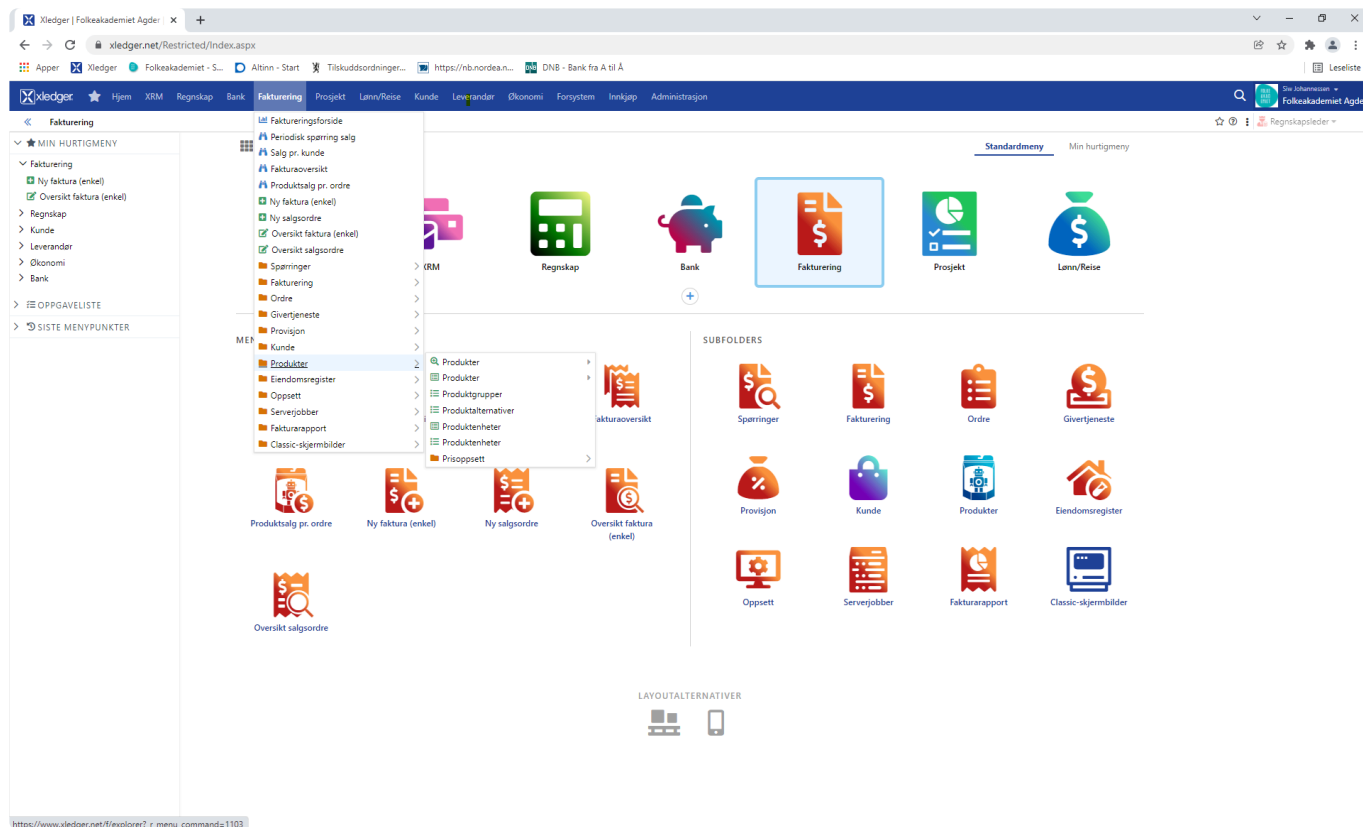 Xledger | Folkeakademiet Agder
xledger.net/Restricted/Index.aspx
Apper Xledger Folkeakademiet - S... Altinn - Start Tilskuddsordninger... https://nb.nordea.n... DNB - Bank fra A til Å Leseliste
xledger Hjem XRM Regnskap Bank Fakturering Prosjekt Lønn/Reise Kunde Leverandør Økonomi Forsystem Innkjøp Administrasjon
Siw Johannessen
Folkeakademiet Agde
Fakturering
Regnskapsleder
MIN HURTIGMENY
Fakturering
Ny faktura (enkel)
Oversikt faktura (enkel)
Regnskap
Kunde
Leverandør
Økonomi
Bank
OPPGAVELISTE
SISTE MENYPUNKTER
Faktureringsforside
Periodisk spørring salg
Salg pr. kunde
Fakturaoversikt
Produktsalg pr. ordre
Ny faktura (enkel)
Ny salgsordre
Oversikt faktura (enkel)
Oversikt salgsordre
Spørringer
Fakturering
Ordre
Givertjeneste
Provisjon
Kunde
Produkter
Eiendomsregister
Oppsett
Serverjobber
Fakturarapport
Classic-skjermbilder
Produkter
Produkter
Produktgrupper
Produktalternativer
Produktenheter
Produktenheter
Prisoppsett
Standardmeny Min hurtigmeny
XRM Regnskap Bank Fakturering Prosjekt Lønn/Reise
MEN
SUBFOLDERS
akturaoversikt
Spørringer Fakturering Ordre Givertjeneste
Produktsalg pr. ordre Ny faktura (enkel) Ny salgsordre Oversikt faktura (enkel)
Provisjon Kunde Produkter Eiendomsregister
Oversikt salgsordre
Oppsett Serverjobber Fakturarapport Classic-skjermbilder
LAYOUTALTERNATIVER
https://www.xledger.net/f/explorer?_r_menu_command=1103